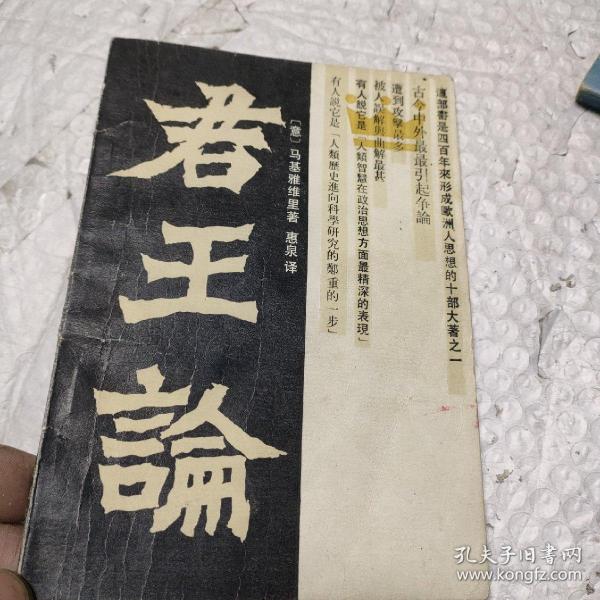 君王論
〔意〕马基雅维里著 惠泉 译
這部書是四百年來形成歐洲人思想的十部大著之一
古今中外最最引起争論
遭到攻擊最多
被人誤解與曲解最甚
有人說它是「人類智慧在政治思想方面最精深的表現」
有人說它是「人類歷史進向科學研究的鄭重的一步」
孔夫子旧书网
www.kongfz.com